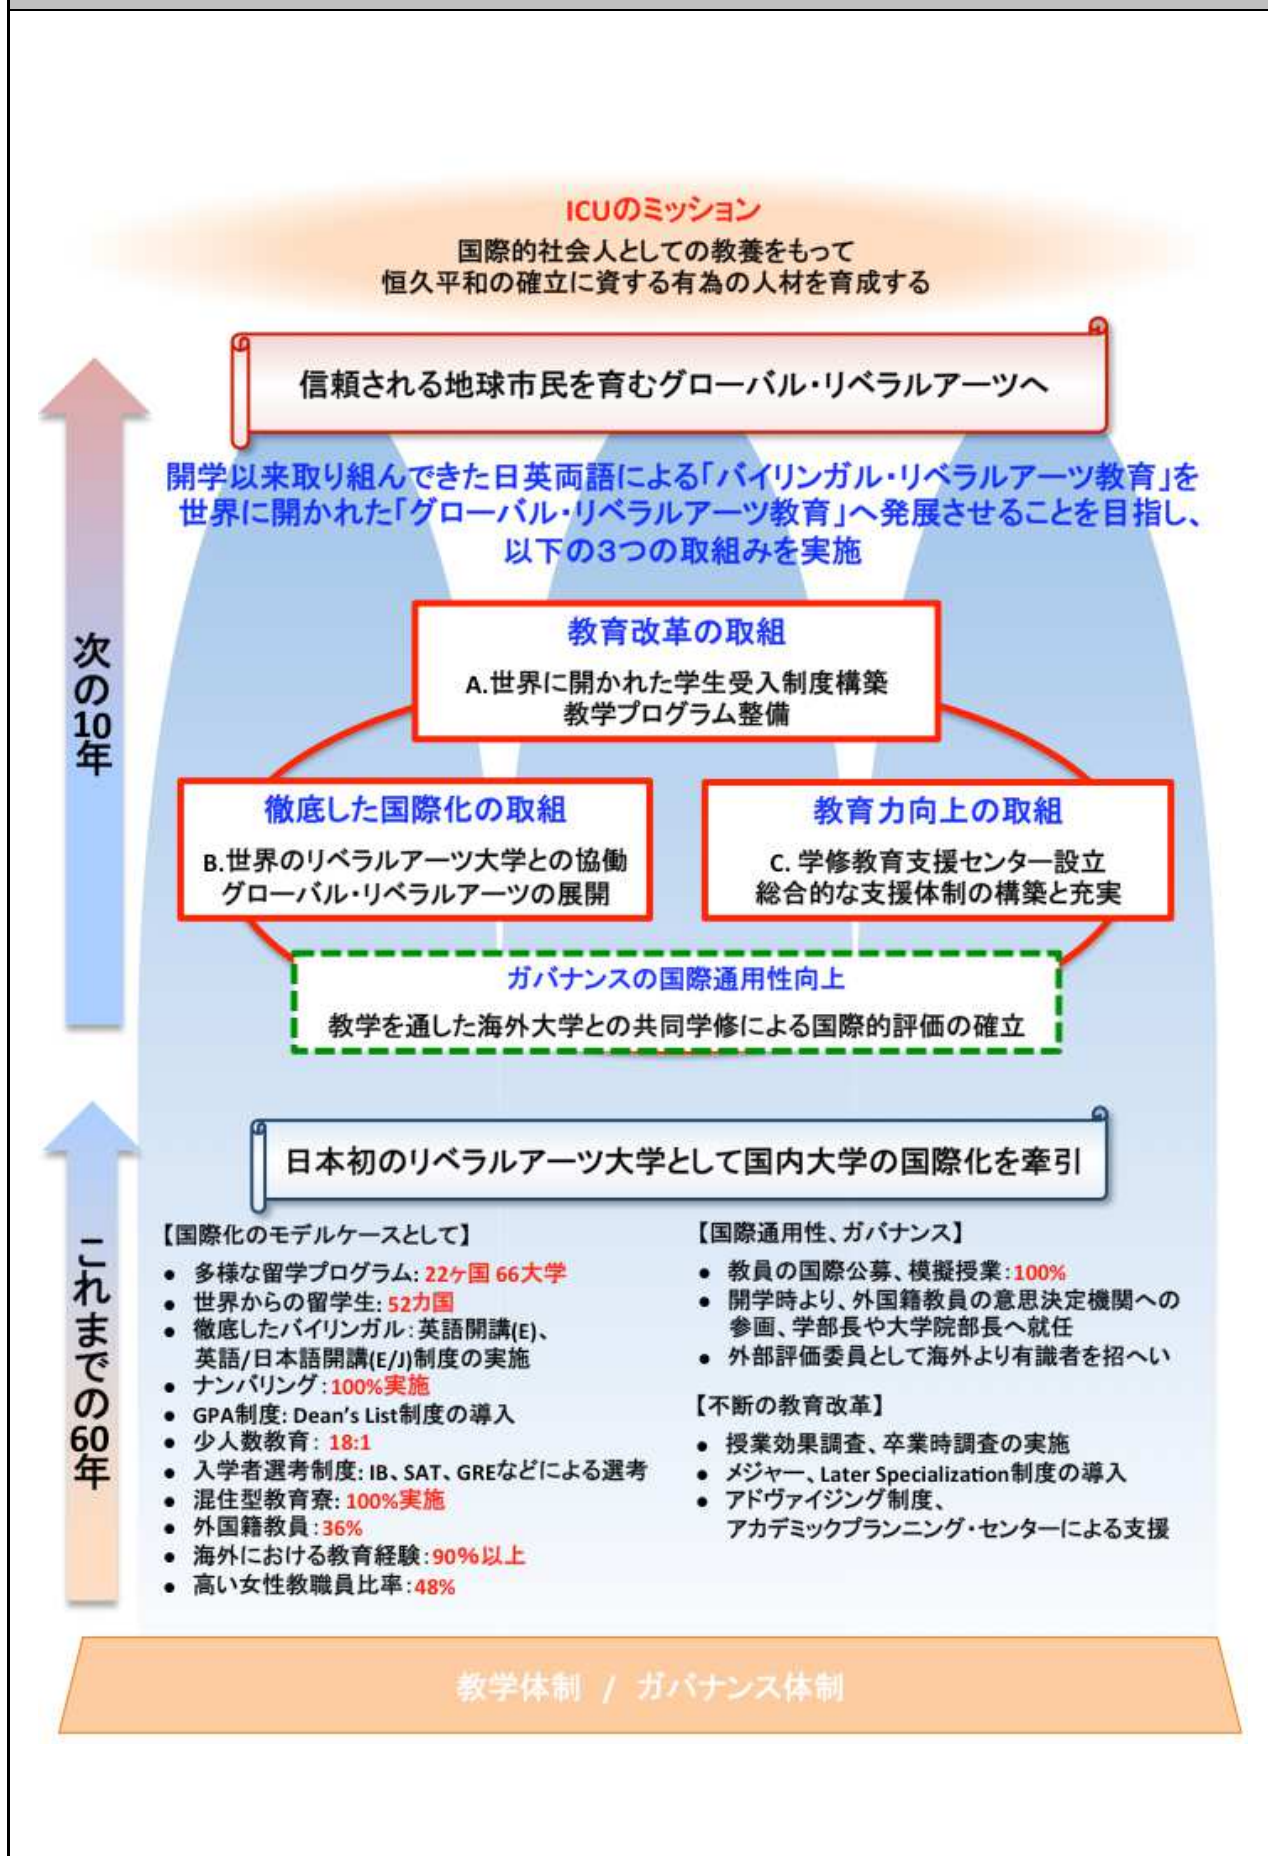 ICUのミッション
国際的社会人としての教養をもって
恒久平和の確立に資する有為の人材を育成する
信頼される地球市民を育むグローバル・リベラルアーツへ
開学以来取り組んできた日英両語による「バイリンガル・リベラルアーツ教育」を
世界に開かれた「グローバル・リベラルアーツ教育」へ発展させることを目指し、
以下の3つの取組みを実施
次の10年
教育改革の取組
A.世界に開かれた学生受入制度構築
教学プログラム整備
徹底した国際化の取組
B.世界のリベラルアーツ大学との協働
グローバル・リベラルアーツの展開
教育力向上の取組
C. 学修教育支援センター設立
総合的な支援体制の構築と充実
ガバナンスの国際通用性向上
教学を通した海外大学との共同学修による国際的評価の確立
これまでの60年
日本初のリベラルアーツ大学として国内大学の国際化を牽引
【国際化のモデルケースとして】
● 多様な留学プログラム: 22ヶ国 66大学
● 世界からの留学生: 52カ国
● 徹底したバイリンガル:英語開講(E)、
英語/日本語開講(E/J)制度の実施
● ナンバリング:100%実施
● GPA制度: Dean's List制度の導入
● 少人数教育: 18:1
● 入学者選考制度: IB、SAT、GREなどによる選考
● 混住型教育寮: 100%実施
● 外国籍教員:36%
● 海外における教育経験:90%以上
● 高い女性教職員比率:48%
【国際通用性、ガバナンス】
● 教員の国際公募、模擬授業:100%
● 開学時より、外国籍教員の意思決定機関への
参画、学部長や大学院部長へ就任
● 外部評価委員として海外より有識者を招へい
【不断の教育改革】
● 授業効果調査、卒業時調査の実施
● メジャー、Later Specialization制度の導入
● アドヴァイジング制度、
アカデミックプランニング・センターによる支援
教学体制 / ガバナンス体制